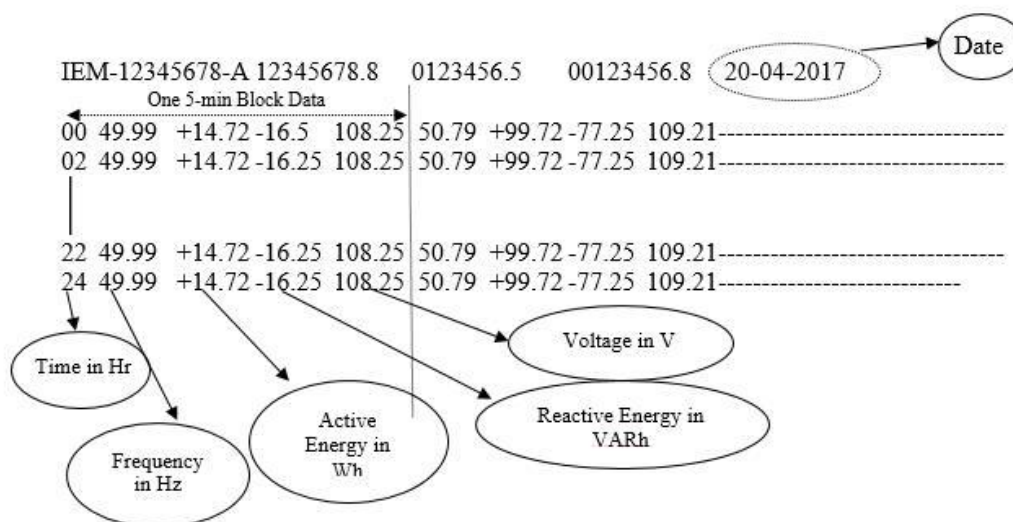 Date
IEM-12345678-A 12345678.8 0123456.5 00123456.8 20-04-2017
One 5-min Block Data
00 49.99 +14.72 -16.5 108.25 50.79 +99.72 -77.25 109.21------------------------------
02 49.99 +14.72 -16.25 108.25 50.79 +99.72 -77.25 109.21------------------------------
22 49.99 +14.72 -16.25 108.25 50.79 +99.72 -77.25 109.21------------------------------
24 49.99 +14.72 -16.25 108.25 50.79 +99.72 -77.25 109.21-------------------------
Voltage in V
Time in Hr
Active
Energy in
Wh
Reactive Energy in
VARh
Frequency
in Hz